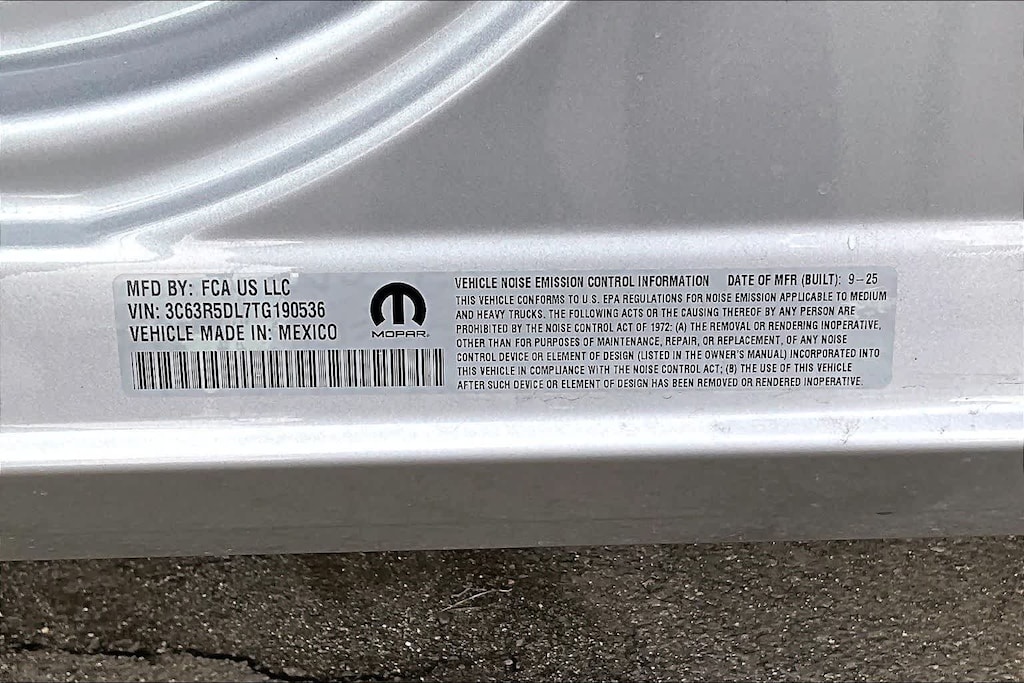 MFD BY: FCA US LLC
VIN: 3C63R5DL7TG190536
VEHICLE MADE IN: MEXICO
MOPAR®
VEHICLE NOISE EMISSION CONTROL INFORMATION DATE OF MFR (BUILT): 9-25
THIS VEHICLE CONFORMS TO U.S. EPA REGULATIONS FOR NOISE EMISSION APPLICABLE TO MEDIUM
AND HEAVY TRUCKS. THE FOLLOWING ACTS OR THE CAUSING THEREOF BY ANY PERSON ARE
PROHIBITED BY THE NOISE CONTROL ACT OF 1972: (A) THE REMOVAL OR RENDERING INOPERATIVE,
OTHER THAN FOR PURPOSES OF MAINTENANCE, REPAIR, OR REPLACEMENT, OF ANY NOISE
CONTROL DEVICE OR ELEMENT OF DESIGN (LISTED IN THE OWNER'S MANUAL) INCORPORATED INTO
THIS VEHICLE IN COMPLIANCE WITH THE NOISE CONTROL ACT; (B) THE USE OF THIS VEHICLE
AFTER SUCH DEVICE OR ELEMENT OF DESIGN HAS BEEN REMOVED OR RENDERED INOPERATIVE.